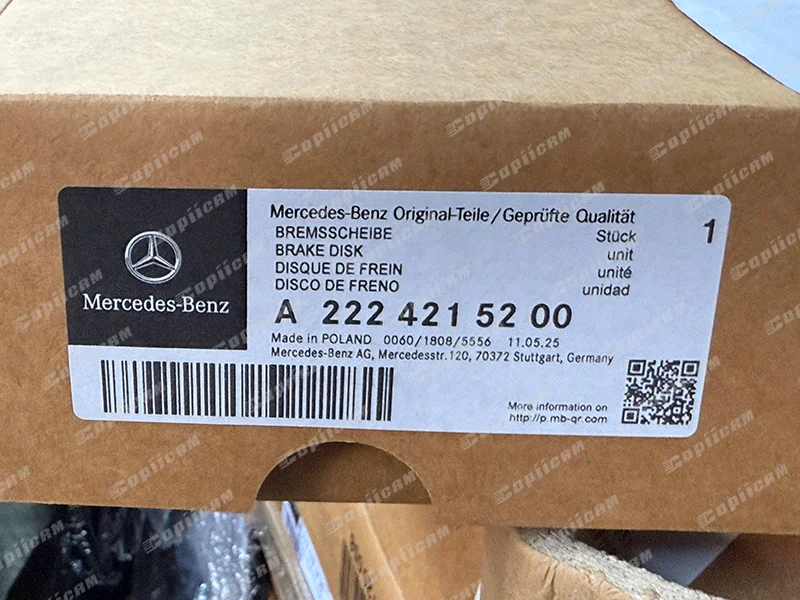 Mercedes-Benz
Mercedes-Benz Original-Teile/Geprüfte Qualität
BREMSSCHEIBE Stück 1
BRAKE DISK unit
DISQUE DE FREIN unité
DISCO DE FRENO unidad
A 222 421 52 00
Made in POLAND 0060/1808/5556 11.05.25
Mercedes-Benz AG, Mercedesstr.120, 70372 Stuttgart, Germany
More information on
http://p.mb-qr.com
Copiicam